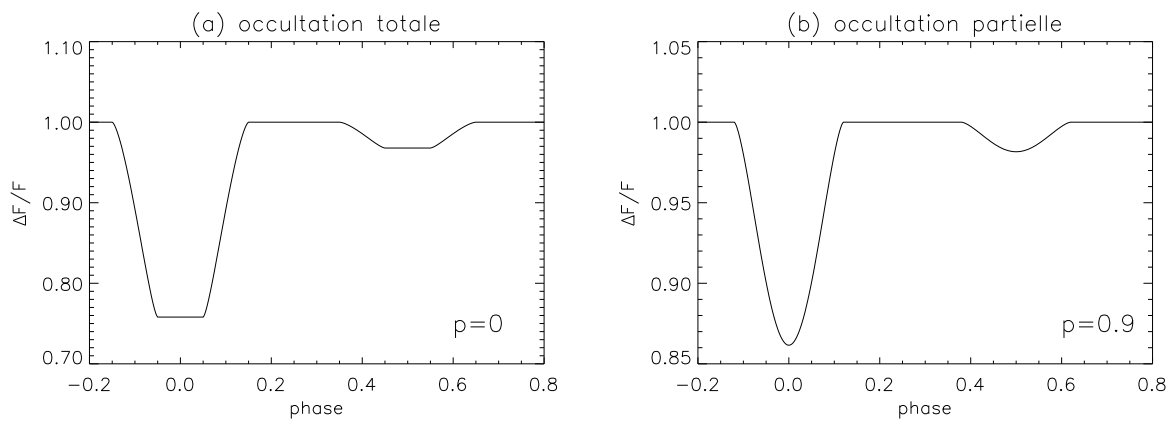 (a) occultation totale
1.10
1.00
0.90
0.80
0.70
ΔF/F
p=0
−0.2 0.0 0.2 0.4 0.6 0.8
phase
(b) occultation partielle
1.05
1.00
0.95
0.90
0.85
ΔF/F
p=0.9
−0.2 0.0 0.2 0.4 0.6 0.8
phase